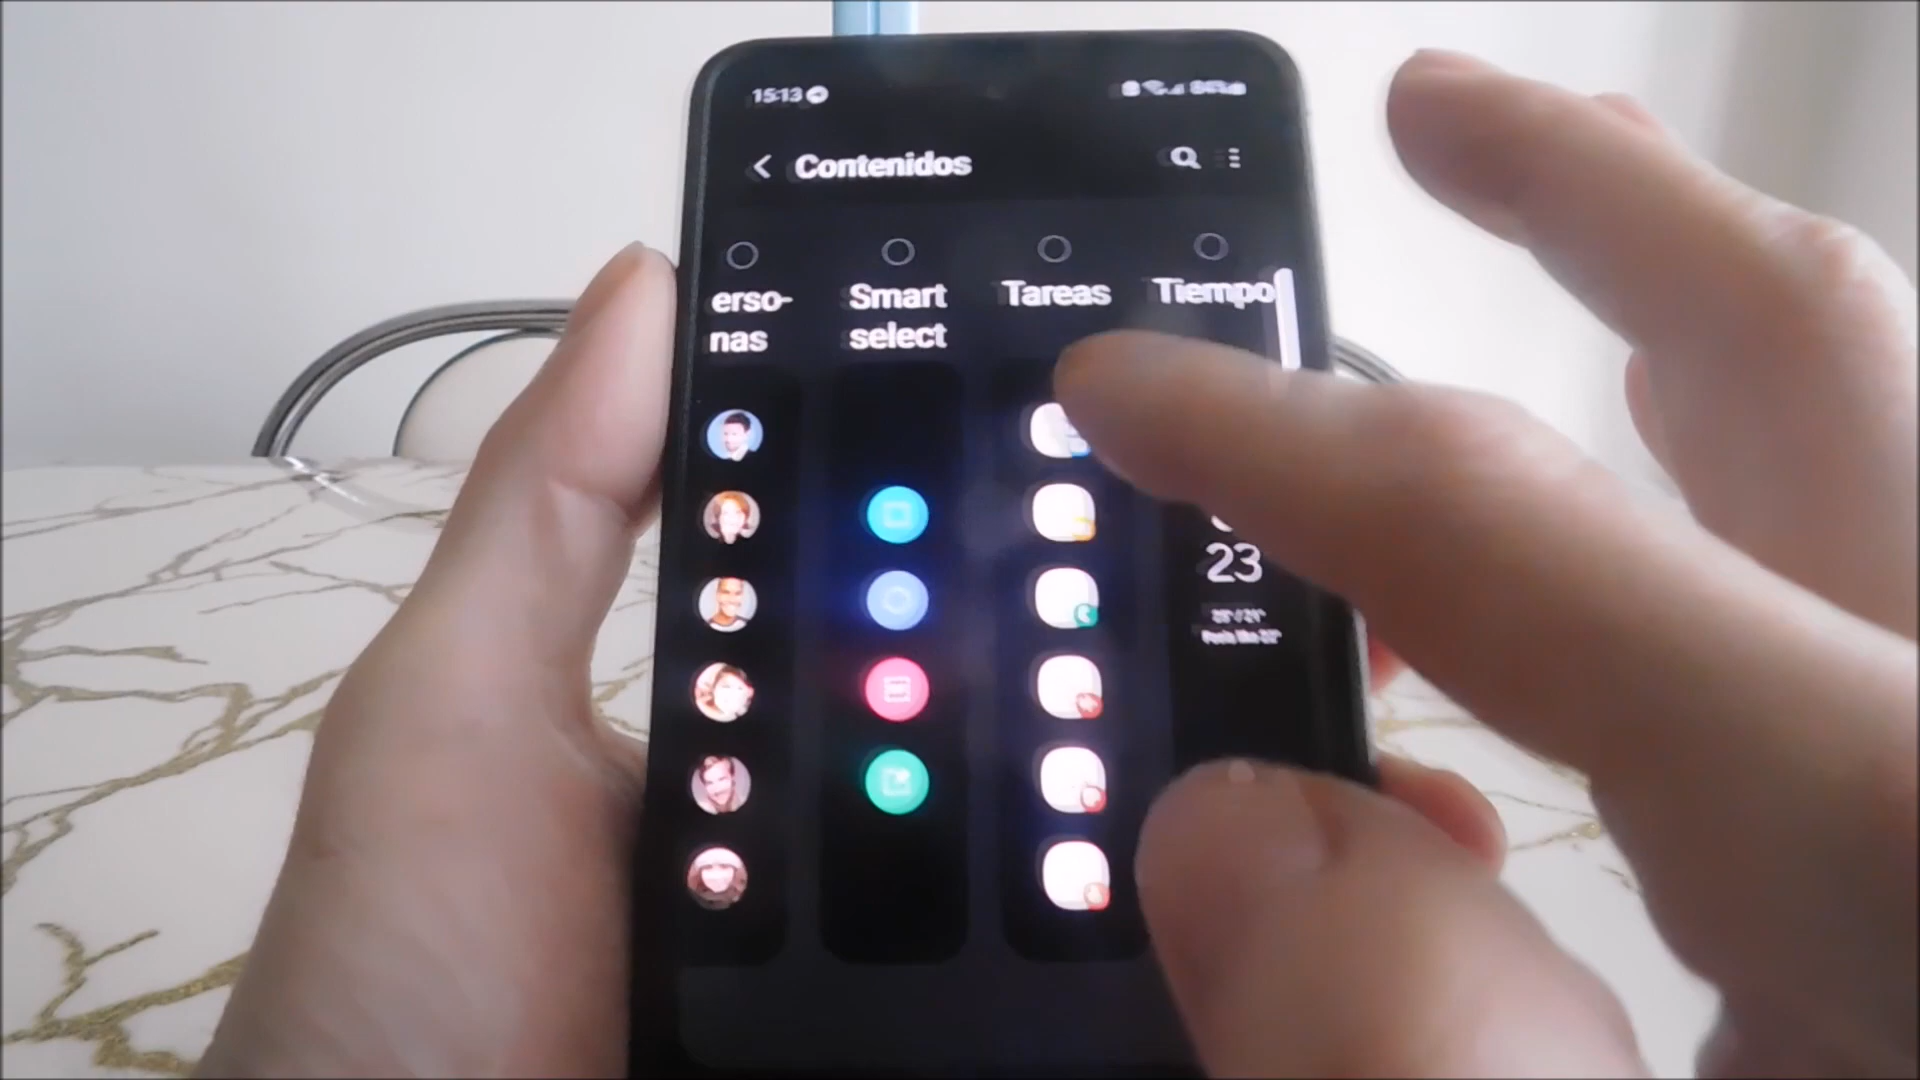 15:13
Contenidos
erso-
nas
Smart
select
Tareas
Tiempo
23